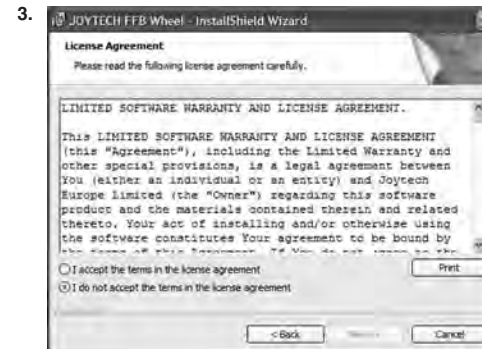 3.
JOYTECH FFB Wheel - InstallShield Wizard
License Agreement
Please read the following license agreement carefully.
LIMITED SOFTWARE WARRANTY AND LICENSE AGREEMENT.
This LIMITED SOFTWARE WARRANTY AND LICENSE AGREEMENT
(this "Agreement"), including the Limited Warranty and
other special provisions, is a legal agreement between
You (either an individual or an entity) and Joytech
Europe Limited (the "Owner") regarding this software
product and the materials contained therein and related
thereto. Your act of installing and/or otherwise using
the software constitutes Your agreement to be bound by
I accept the terms in the license agreement
Print
I do not accept the terms in the license agreement
< Back
Cancel